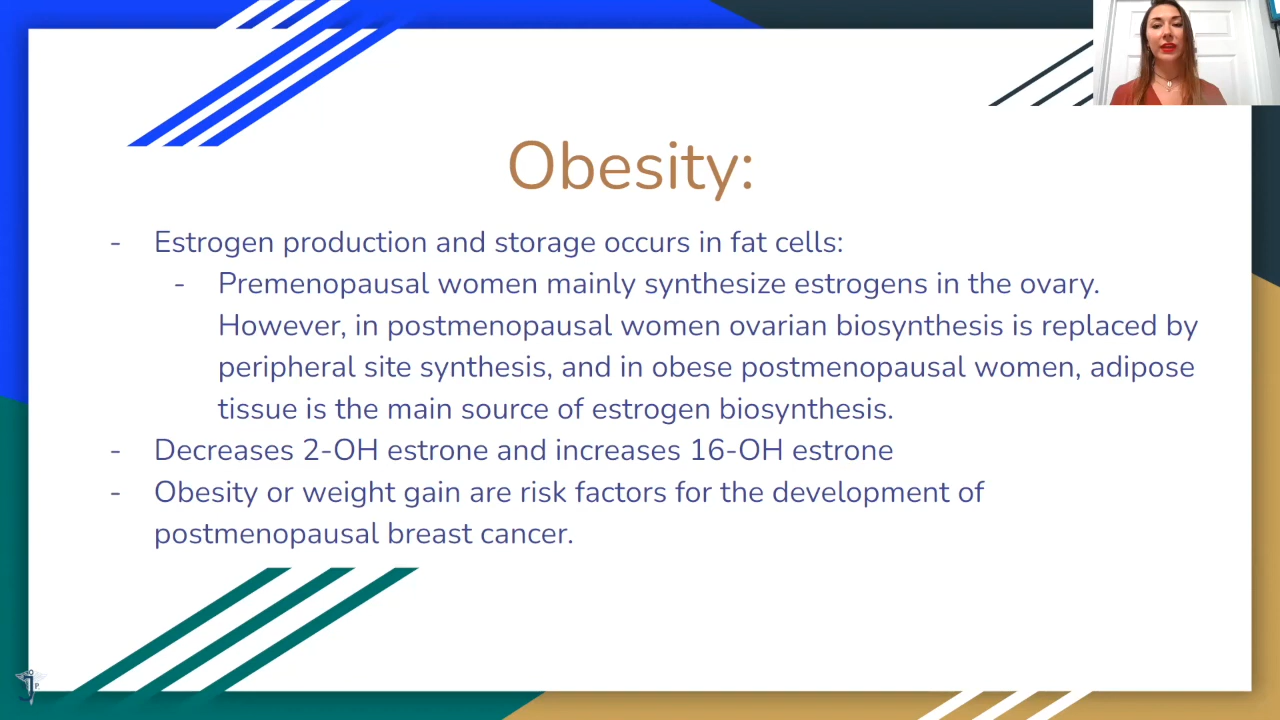 Obesity:
- Estrogen production and storage occurs in fat cells:
- Premenopausal women mainly synthesize estrogens in the ovary.
However, in postmenopausal women ovarian biosynthesis is replaced by
peripheral site synthesis, and in obese postmenopausal women, adipose
tissue is the main source of estrogen biosynthesis.
- Decreases 2-OH estrone and increases 16-OH estrone
- Obesity or weight gain are risk factors for the development of
postmenopausal breast cancer.